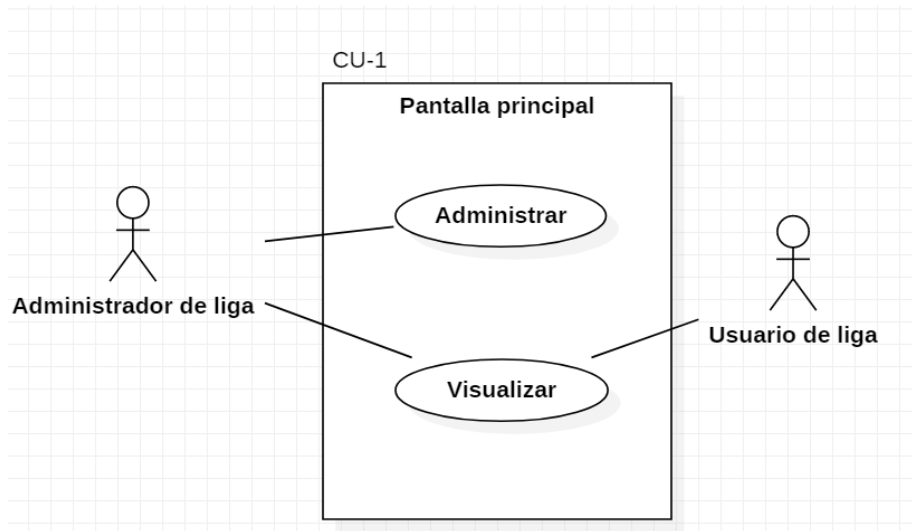 CU-1
Pantalla principal
Administrar
Administrador de liga
Usuario de liga
Visualizar